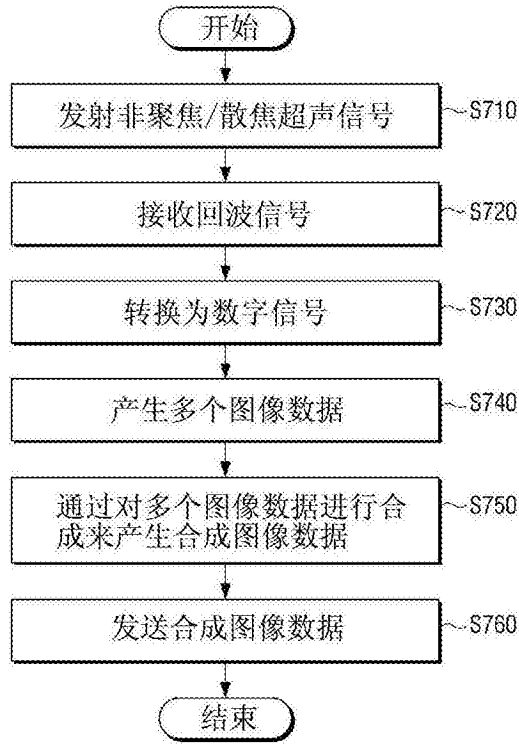 开始
发射非聚焦/散焦超声信号
S710
接收回波信号
S720
转换为数字信号
S730
产生多个图像数据
S740
通过对多个图像数据进行合
成来产生合成图像数据
S750
发送合成图像数据
S760
结束